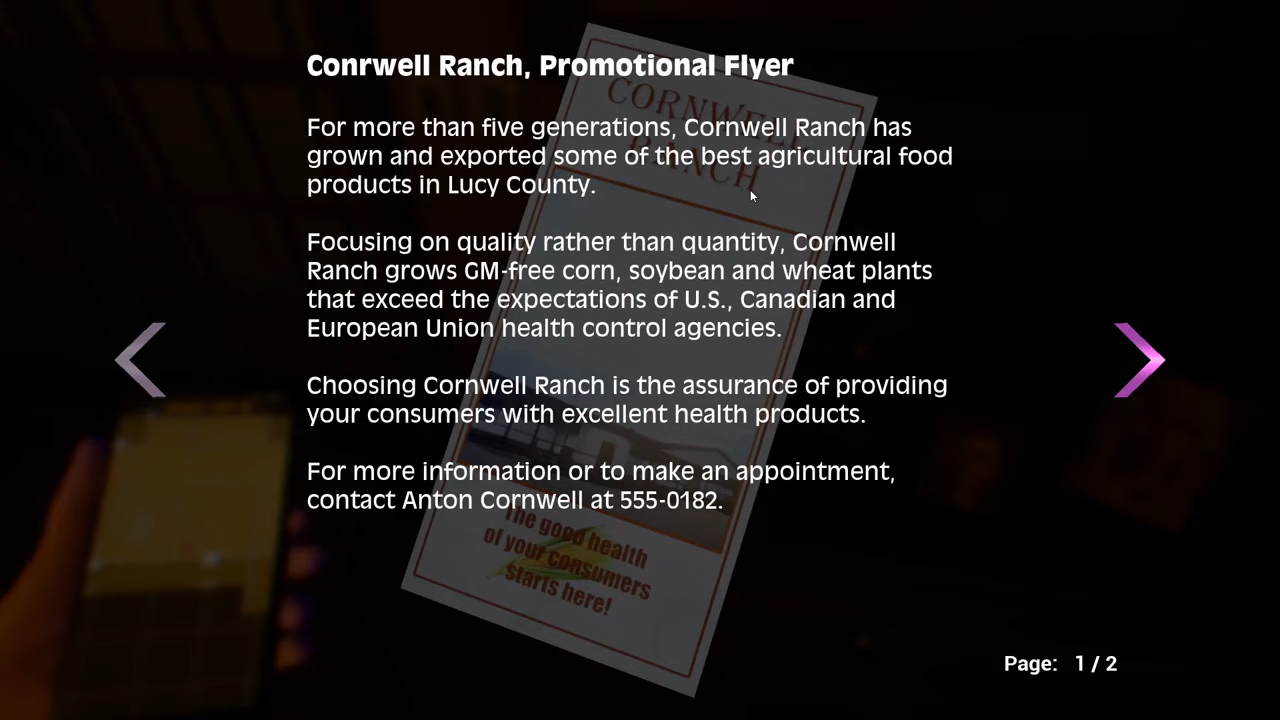 Conrwell Ranch, Promotional Flyer
For more than five generations, Cornwell Ranch has
grown and exported some of the best agricultural food
products in Lucy County.
Focusing on quality rather than quantity, Cornwell
Ranch grows GM-free corn, soybean and wheat plants
that exceed the expectations of U.S., Canadian and
European Union health control agencies.
Choosing Cornwell Ranch is the assurance of providing
your consumers with excellent health products.
For more information or to make an appointment,
contact Anton Cornwell at 555-0182.
CORNWELL
RANCH
The good health
of your consumers
starts here!
Page: 1 / 2